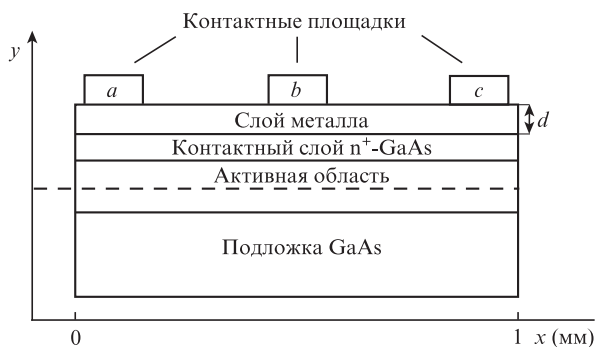 Контактные площадки
y
a b c
Слой металла
d
Контактный слой n⁺-GaAs
Активная область
Подложка GaAs
0 1 x (мм)